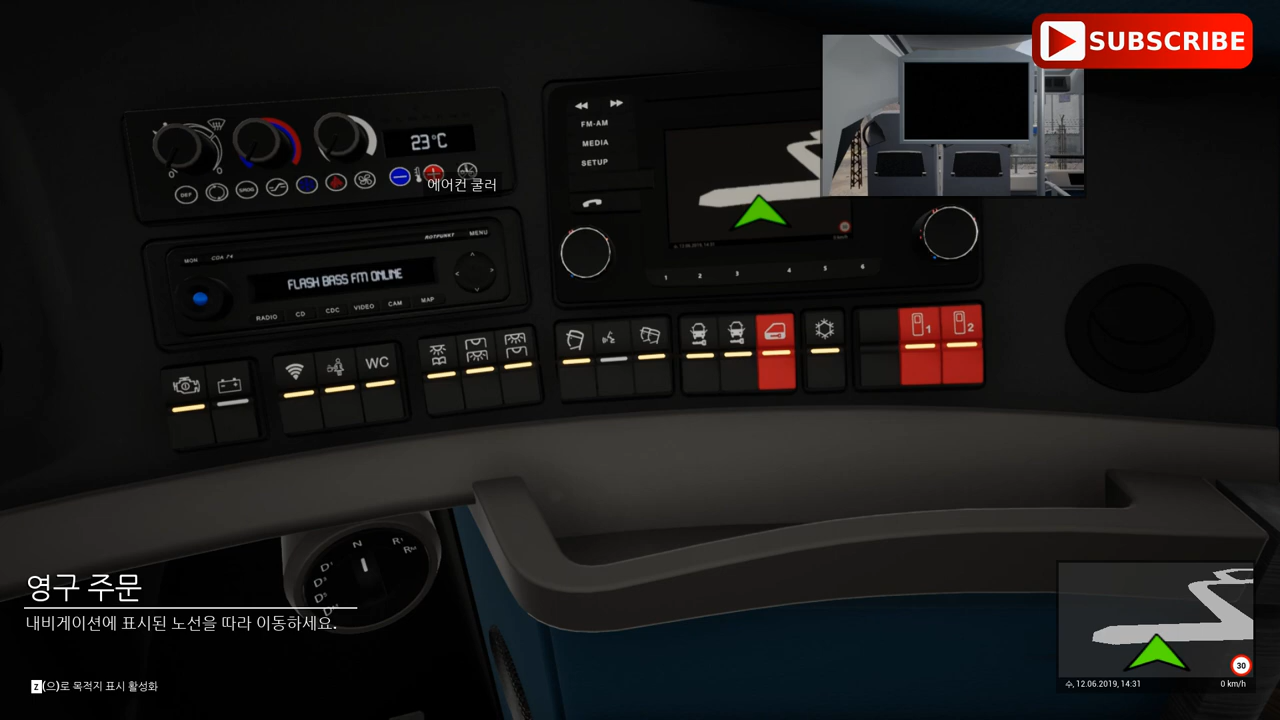 SUBSCRIBE
FM-AM
MEDIA
SETUP
23°C
DEF
SMOG
에어컨 쿨러
ROTPUNKT
MENU
MON
CDA 74
FLASH BASS FM ONLINE
RADIO CD CDC VIDEO CAM MAP
1 2 3 4 5 6
WC
1
2
N
R
D
D
D
영구 주문
내비게이션에 표시된 노선을 따라 이동하세요.
Z(으)로 목적지 표시 활성화
30
수, 12.06.2019, 14:31
0 km/h